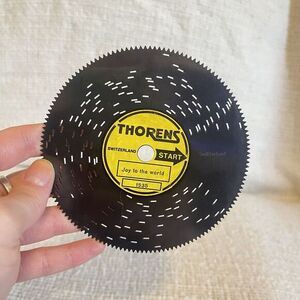 THORENS
SWITZERLAND
START
Joy to the world
1535